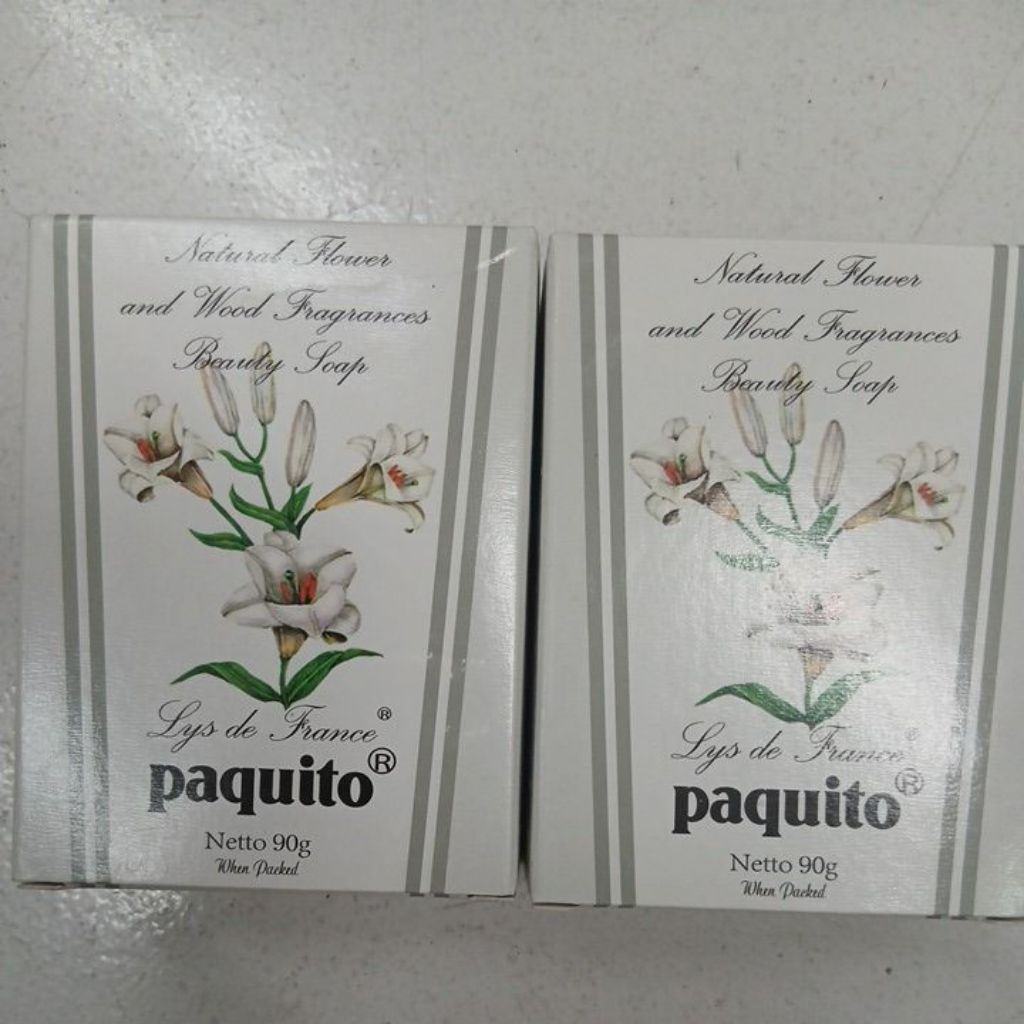 Natural Flower
and Wood Fragrances
Beauty Soap
Lys de France®
paquito®
Netto 90g
When Packed
Natural Flower
and Wood Fragrances
Beauty Soap
Lys de France®
paquito®
Netto 90g
When Packed